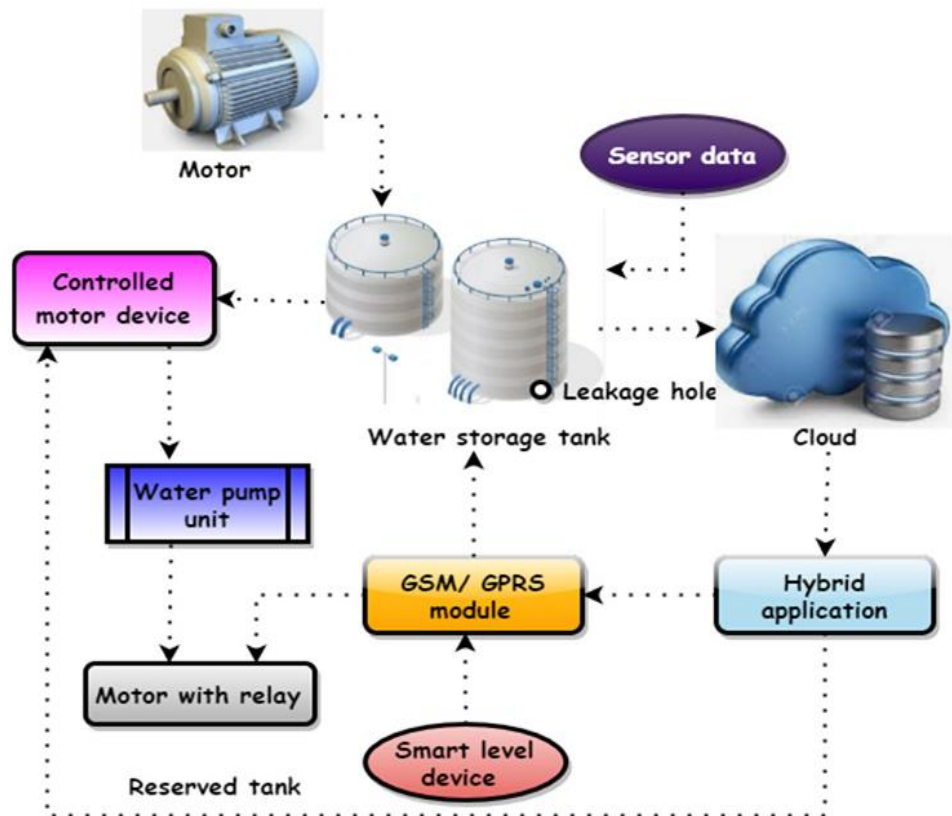 Motor
Sensor data
Controlled
motor device
Leakage hole
Water storage tank
Cloud
Water pump
unit
GSM/ GPRS
module
Hybrid
application
Motor with relay
Smart level
device
Reserved tank